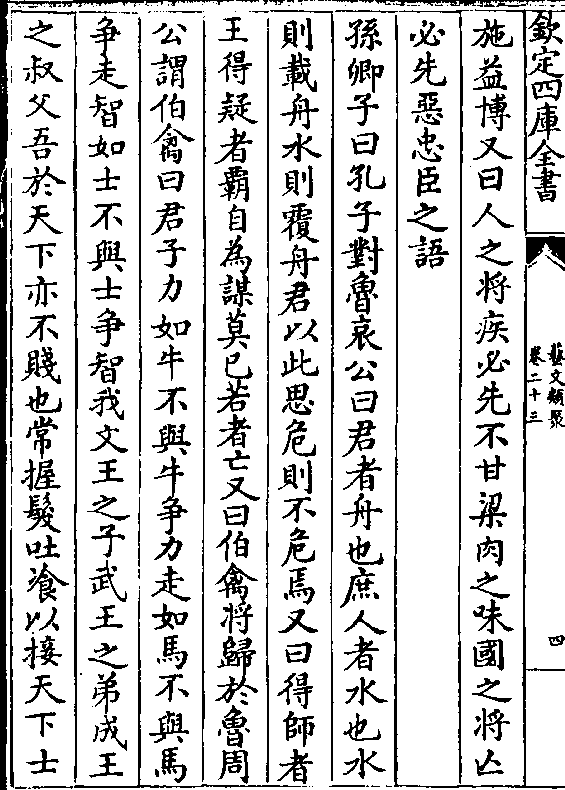 欽定四庫全書
藝文類聚
卷二十三
四
施益博又曰人之将疾必先不甘梁肉之味國之将亡
必先惡忠臣之語
孫卿子曰孔子對魯哀公曰君者舟也庶人者水也水
則載舟水則覆舟君以此思危則不危焉又曰得師者
王得疑者霸自為謀莫已若者亡又曰伯禽将歸於魯周
公謂伯禽曰君子力如牛不與牛争力走如馬不與馬
争走智如士不與士争智我文王之子武王之弟成王
之叔父吾於天下亦不賤也常握髮吐飡以接天下士